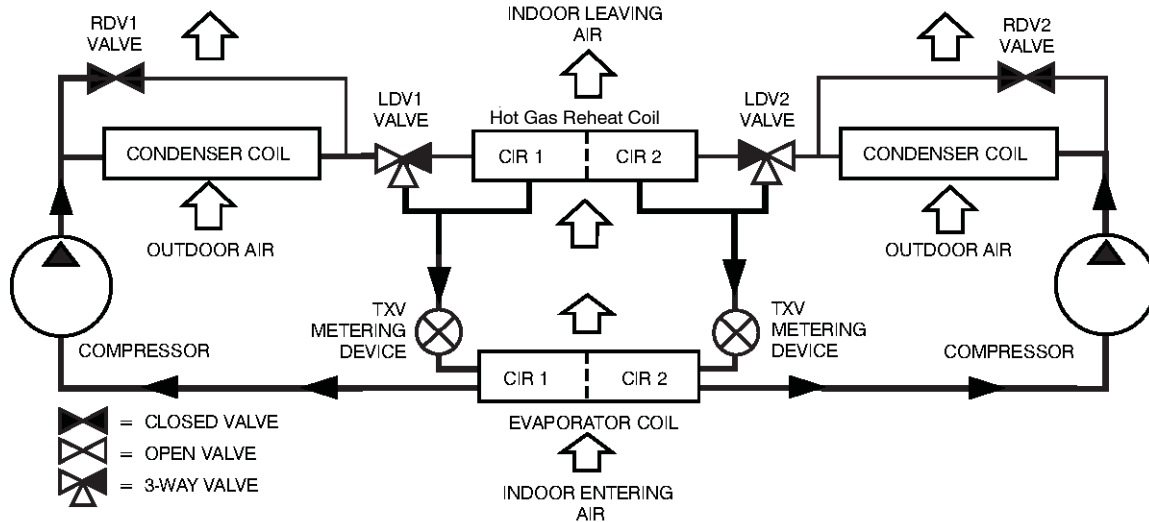 RDV1
VALVE
INDOOR LEAVING
AIR
RDV2
VALVE
LDV1
VALVE
Hot Gas Reheat Coil
LDV2
VALVE
CONDENSER COIL
CIR 1
CIR 2
CONDENSER COIL
OUTDOOR AIR
OUTDOOR AIR
TXV
METERING
DEVICE
TXV
METERING
DEVICE
COMPRESSOR
COMPRESSOR
CIR 1
CIR 2
EVAPORATOR COIL
= CLOSED VALVE
= OPEN VALVE
= 3-WAY VALVE
INDOOR ENTERING
AIR